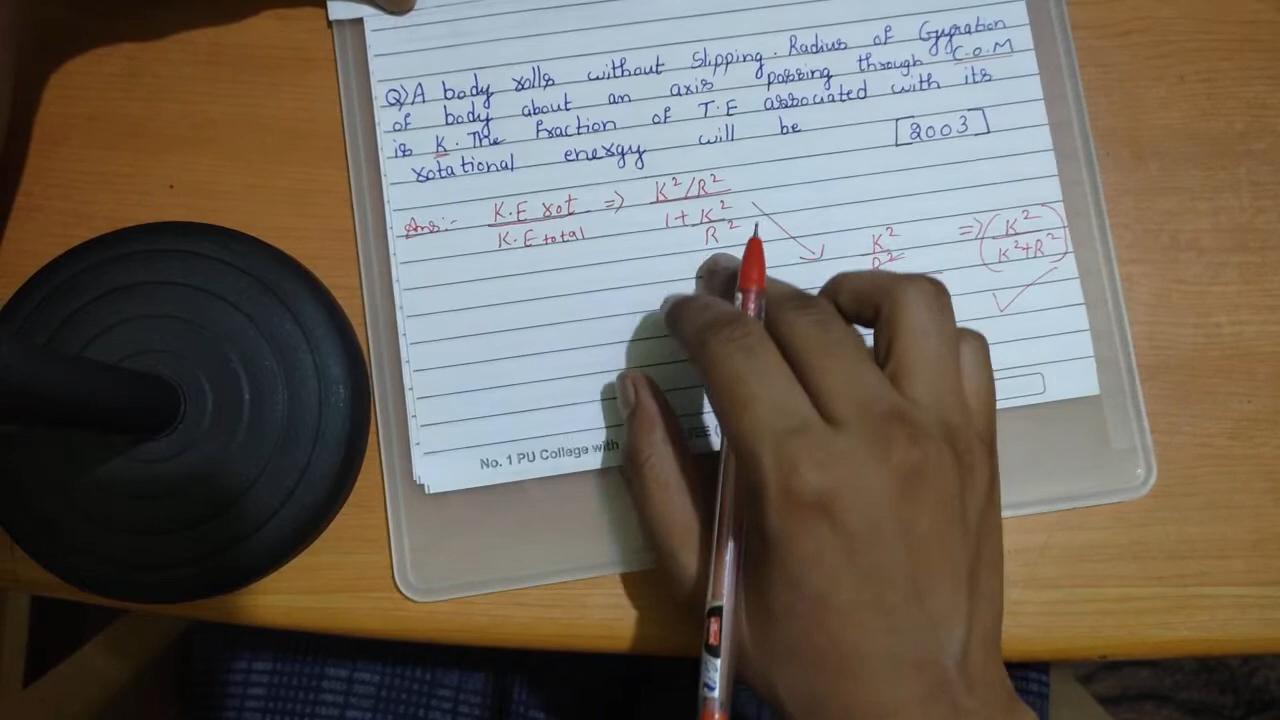 Q) A body rolls without slipping. Radius of Gyration
of body about an axis passing through C.O.M
is K. The fraction of T.E associated with its
rotational energy will be [2003]
Ans:- K.E rot / K.E total => K²/R² / 1+ K²/R²
K²/R² => (K² / K²+R²)
No. 1 PU College with